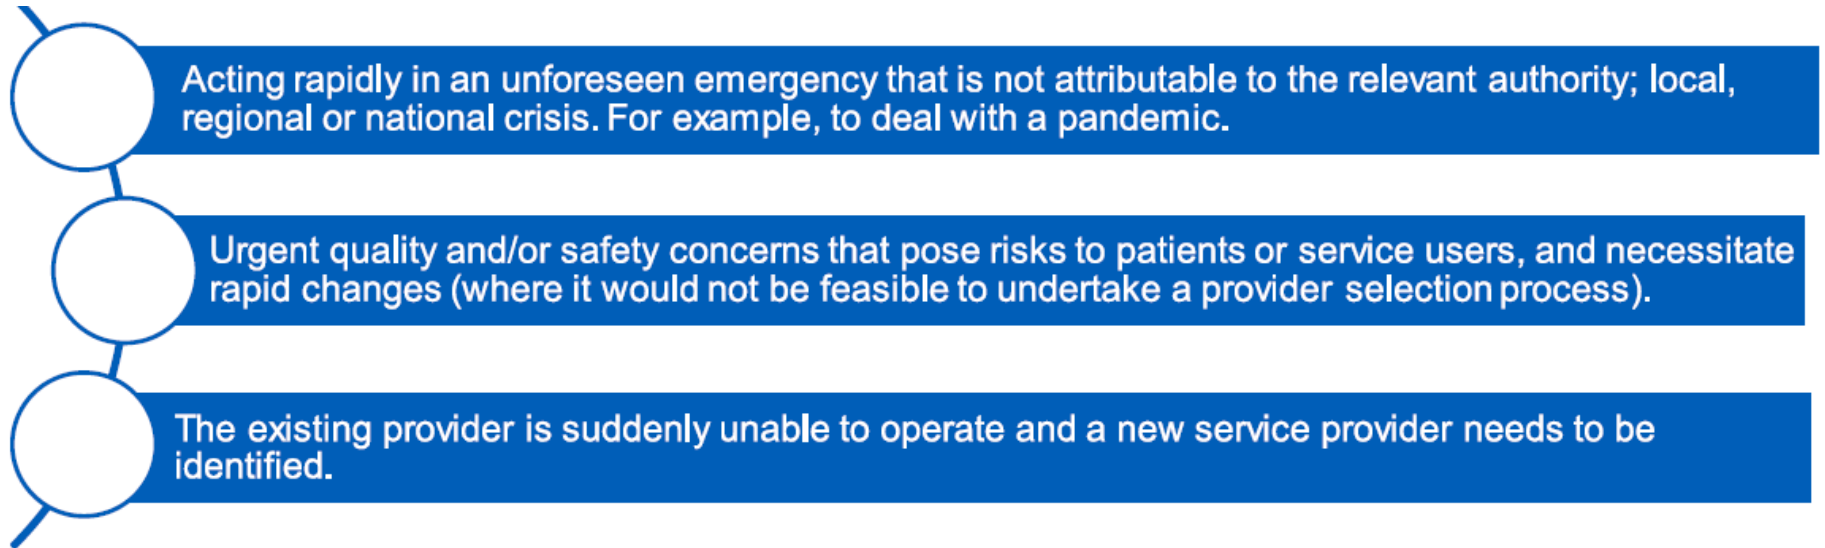 Acting rapidly in an unforeseen emergency that is not attributable to the relevant authority; local,
regional or national crisis. For example, to deal with a pandemic.
Urgent quality and/or safety concerns that pose risks to patients or service users, and necessitate
rapid changes (where it would not be feasible to undertake a provider selection process).
The existing provider is suddenly unable to operate and a new service provider needs to be
identified.